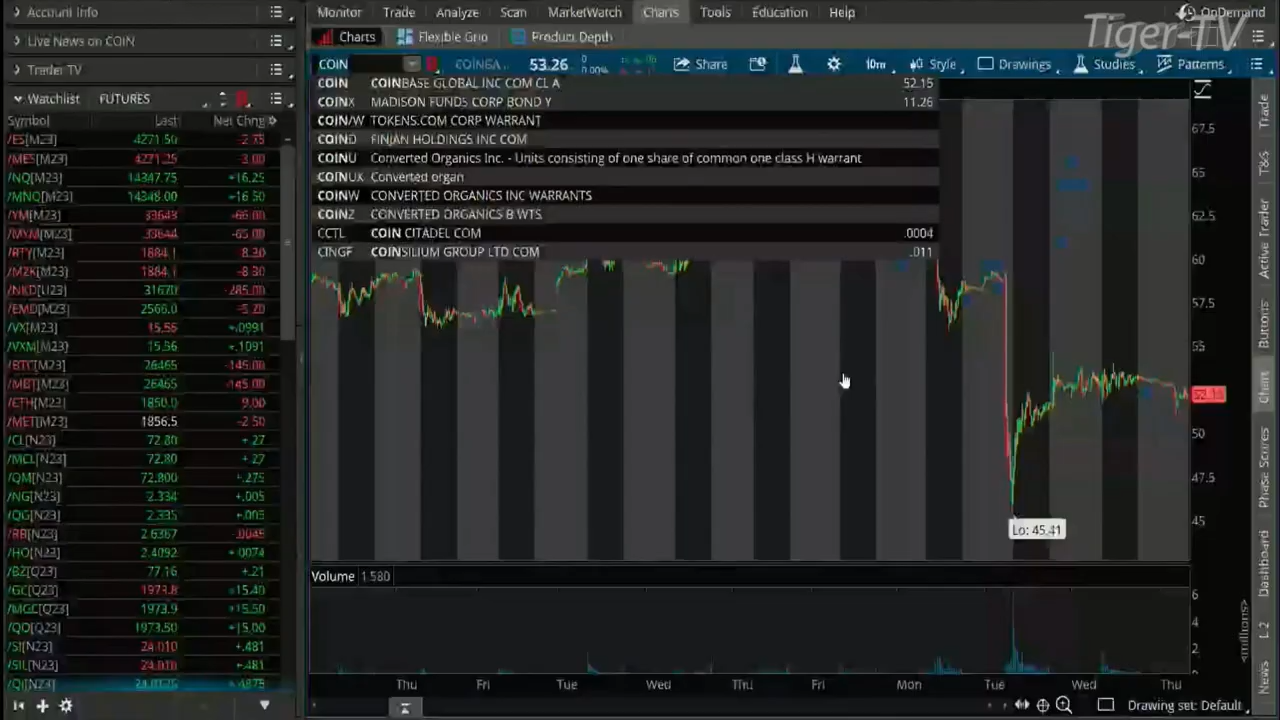 Account Info
Live News on COIN
Trader TV
Watchlist FUTURES
Symbol Last Net Chng
/ES[M23] 4271.50 -2.75
/MES[M23] 4271.25 -3.00
/NQ[M23] 14347.75 +16.25
/MNQ[M23] 14348.00 +16.50
/YM[M23] 33643 -66.00
/MYM[M23] 33644 -65.00
/RTY[M23] 1884.1 -8.30
/M2K[M23] 1884.1 -8.30
/NKD[U23] 31670 -285.00
/EMD[M23] 2566.0 -5.20
/VX[M23] 15.55 +.0991
/VXM[M23] 15.56 +.1091
/BTC[M23] 26465 -145.00
/MBT[M23] 26465 -145.00
/ETH[M23] 1850.0 -9.00
/MET[M23] 1856.5 -2.50
/CL[N23] 72.80 +.27
/MCL[N23] 72.80 +.27
/QM[N23] 72.800 +.275
/NG[N23] 2.334 +.005
/QG[N23] 2.335 +.005
/RB[N23] 2.6367 -.0045
/HO[N23] 2.4092 +.0074
/BZ[Q23] 77.16 +.21
/GC[Q23] 1973.8 +15.40
/MGC[Q23] 1973.9 +15.50
/QO[Q23] 1973.50 +15.00
/SI[N23] 24.010 +.481
/SIL[N23] 24.010 +.481
/QI[N23] 24.0125 +.4875
Monitor Trade Analyze Scan MarketWatch Charts Tools Education Help
OnDemand
Tiger-TV
Charts Flexible Grid Product Depth
COIN 53.26 0 0.00% Share 10m Style Drawings Studies Patterns
COIN COINBASE GLOBAL INC COM CL A 52.15
COINX MADISON FUNDS CORP BOND Y 11.26
COIN/W TOKENS.COM CORP WARRANT
COIND FINJAN HOLDINGS INC COM
COINU Converted Organics Inc. - Units consisting of one share of common one class H warrant
COINUX Converted organ
COINW CONVERTED ORGANICS INC WARRANTS
COINZ CONVERTED ORGANICS B WTS
CCTL COIN CITADEL COM .0004
CINGF COINSILIUM GROUP LTD COM .011
67.5
65
62.5
60
57.5
55
50
47.5
45
Lo: 45.41
Volume 1.580
6
4
2
<millions>
Thu Fri Tue Wed Thu Fri Mon Tue Wed Thu
Drawing set: Default
Trade
T&S
Active Trader
Buttons
Chart
Phase Scores
Dashboard
L 2
News